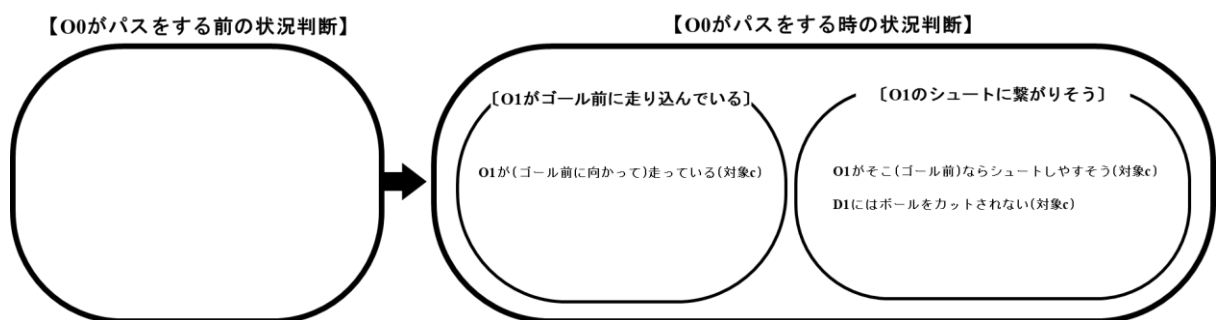 【O0がパスをする前の状況判断】
【O0がパスをする時の状況判断】
〔O1がゴール前に走り込んでいる〕
O1が(ゴール前に向かって)走っている(対象c)
〔O1のシュートに繋がりそう〕
O1がそこ(ゴール前)ならシュートしやすそう(対象c)
D1にはボールをカットされない(対象c)